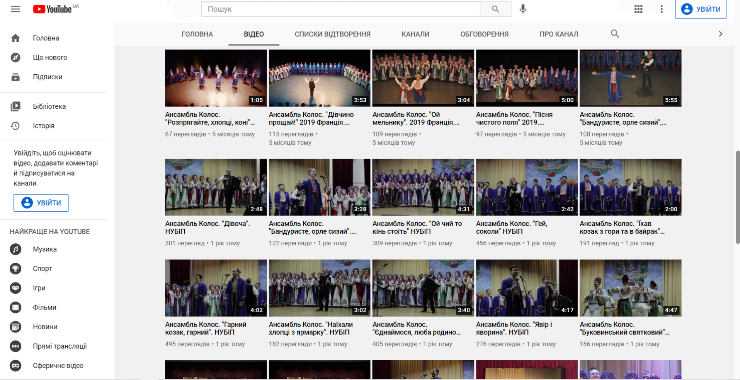 YouTube UA
Пошук
УВІЙТИ
ГОЛОВНА ВІДЕО СПИСКИ ВІДТВОРЕННЯ КАНАЛИ ОБГОВОРЕННЯ ПРО КАНАЛ
Головна
Що нового
Підписки
Бібліотека
Історія
Увійдіть, щоб оцінювати
відео, додавати коментарі
й підписуватися на
канали.
УВІЙТИ
НАЙКРАЩЕ НА YOUTUBE
Музика
Спорт
Ігри
Фільми
Новини
Прямі трансляції
Сферичне відео
1:05
Ансамбль Колос.
"Розпрягайте, хлопці, коні"...
67 переглядів • 5 місяців тому
2:53
Ансамбль Колос. "Дівчино
прощай!" 2019 Франція....
115 переглядів •
5 місяців тому
3:04
Ансамбль Колос. "Ой
мельнику". 2019 Франція....
109 переглядів •
5 місяців тому
5:00
Ансамбль Колос. "Пісня
чистого поля" 2019....
97 переглядів • 5 місяців тому
5:55
Ансамбль Колос.
"Бандуристе, орле сизий",...
100 переглядів •
5 місяців тому
2:48
Ансамбль Колос. "Дівоча".
НУБІП
301 перегляд • 1 рік тому
3:28
Ансамбль Колос.
"Бандуристе, орле сизий"....
122 перегляди • 1 рік тому
4:31
Ансамбль Колос. "Ой чий то
кінь стоїть" НУБІП
309 переглядів • 1 рік тому
2:42
Ансамбль Колос. "Гей,
соколи" НУБІП
456 переглядів • 1 рік тому
2:00
Ансамбль Колос. "Їхав
козак з гори та в баїрак"...
191 перегляд • 1 рік тому
4:02
Ансамбль Колос. "Гарний
козак, гарний". НУБІП
495 переглядів • 1 рік тому
3:02
Ансамбль Колос. "Наїхали
хлопці з ярмарку". НУБІП
182 перегляди • 1 рік тому
3:40
Ансамбль Колос.
"Єднаймося, люба родино...
405 переглядів • 1 рік тому
4:17
Ансамбль Колос. "Явір і
яворина". НУБІП
276 переглядів • 1 рік тому
4:47
Ансамбль Колос.
"Буковинський святковий"...
166 переглядів • 1 рік тому